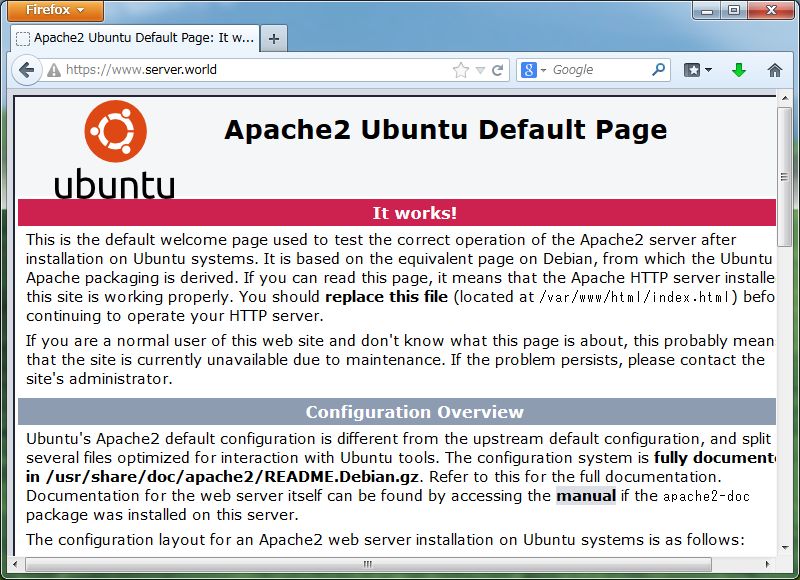 Firefox
Apache2 Ubuntu Default Page: It w...
https://www.server.world
Google
ubuntu
Apache2 Ubuntu Default Page
It works!
This is the default welcome page used to test the correct operation of the Apache2 server after
installation on Ubuntu systems. It is based on the equivalent page on Debian, from which the Ubuntu
Apache packaging is derived. If you can read this page, it means that the Apache HTTP server installe
this site is working properly. You should replace this file (located at /var/www/html/index.html) befo
continuing to operate your HTTP server.
If you are a normal user of this web site and don't know what this page is about, this probably mean
that the site is currently unavailable due to maintenance. If the problem persists, please contact the
site's administrator.
Configuration Overview
Ubuntu's Apache2 default configuration is different from the upstream default configuration, and split
several files optimized for interaction with Ubuntu tools. The configuration system is fully documente
in /usr/share/doc/apache2/README.Debian.gz. Refer to this for the full documentation.
Documentation for the web server itself can be found by accessing the manual if the apache2-doc
package was installed on this server.
The configuration layout for an Apache2 web server installation on Ubuntu systems is as follows: